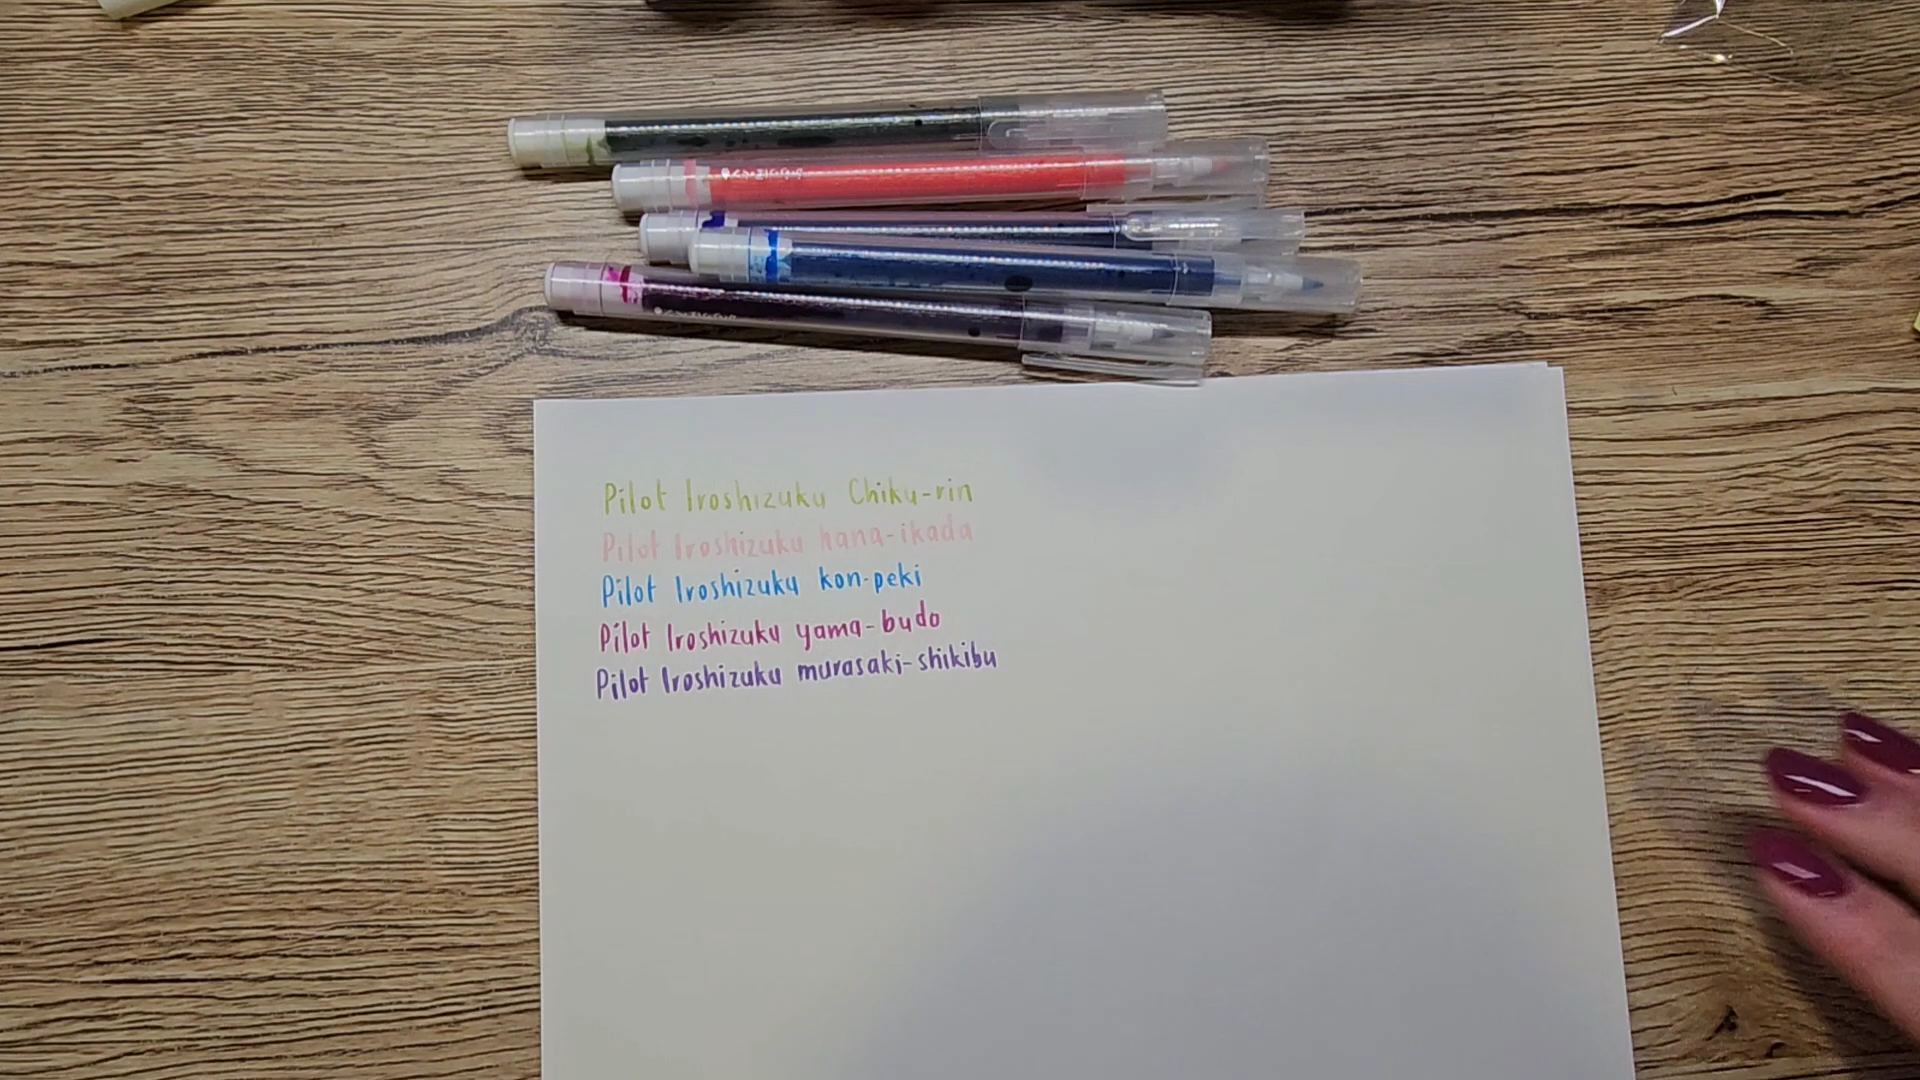 Pilot Iroshizuku Chiku-rin
Pilot Iroshizuku hana-ikada
Pilot Iroshizuku kon-peki
Pilot Iroshizuku yama-budo
Pilot Iroshizuku murasaki-shikibu